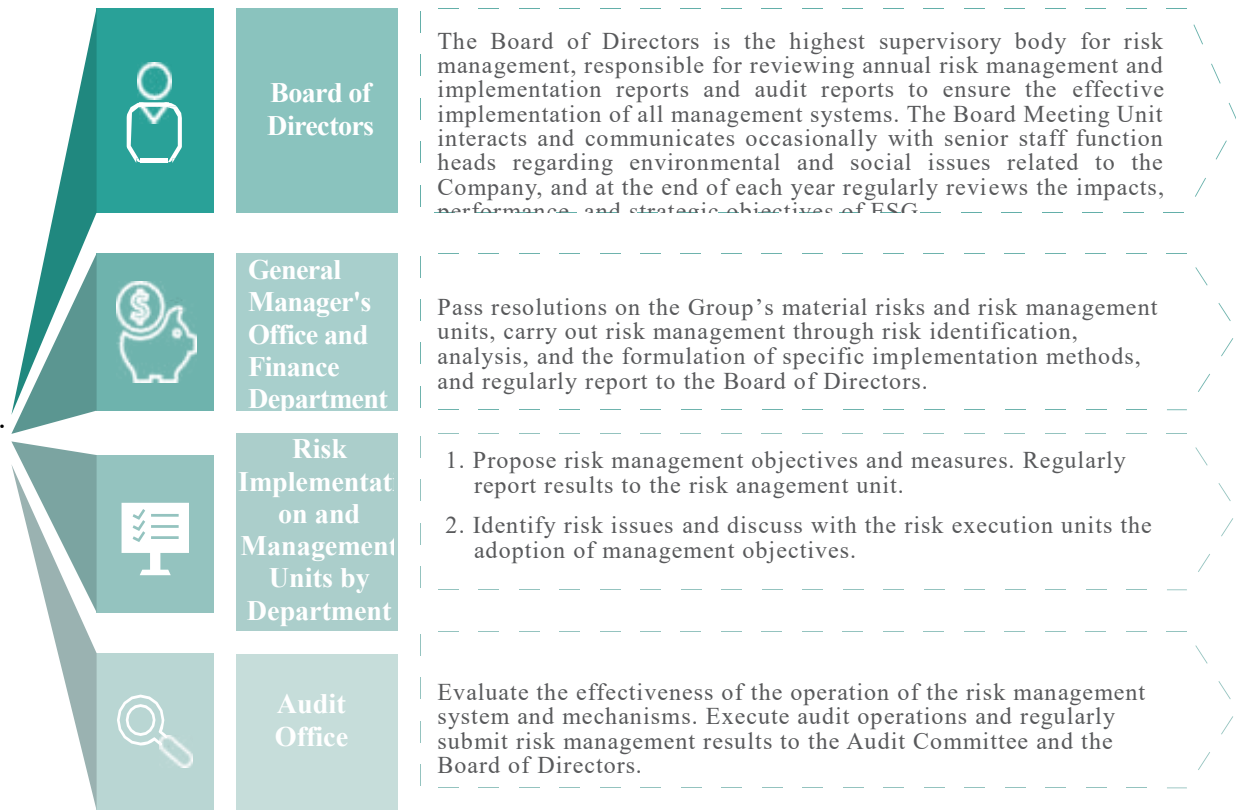 Board of
Directors
The Board of Directors is the highest supervisory body for risk
management, responsible for reviewing annual risk management and
implementation reports and audit reports to ensure the effective
implementation of all management systems. The Board Meeting Unit
interacts and communicates occasionally with senior staff function
heads regarding environmental and social issues related to the
Company, and at the end of each year regularly reviews the impacts,
performance, and strategic objectives of ESG
General
Manager's
Office and
Finance
Department
Pass resolutions on the Group’s material risks and risk management
units, carry out risk management through risk identification,
analysis, and the formulation of specific implementation methods,
and regularly report to the Board of Directors.
Risk
Implementati
on and
Management
Units by
Department
1. Propose risk management objectives and measures. Regularly
report results to the risk anagement unit.
2. Identify risk issues and discuss with the risk execution units the
adoption of management objectives.
Audit
Office
Evaluate the effectiveness of the operation of the risk management
system and mechanisms. Execute audit operations and regularly
submit risk management results to the Audit Committee and the
Board of Directors.